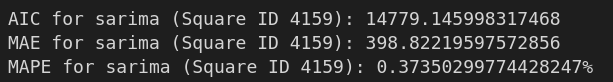 AIC for sarima (Square ID 4159): 14779.145998317468
MAE for sarima (Square ID 4159): 398.82219597572856
MAPE for sarima (Square ID 4159): 0.37350299774428247%